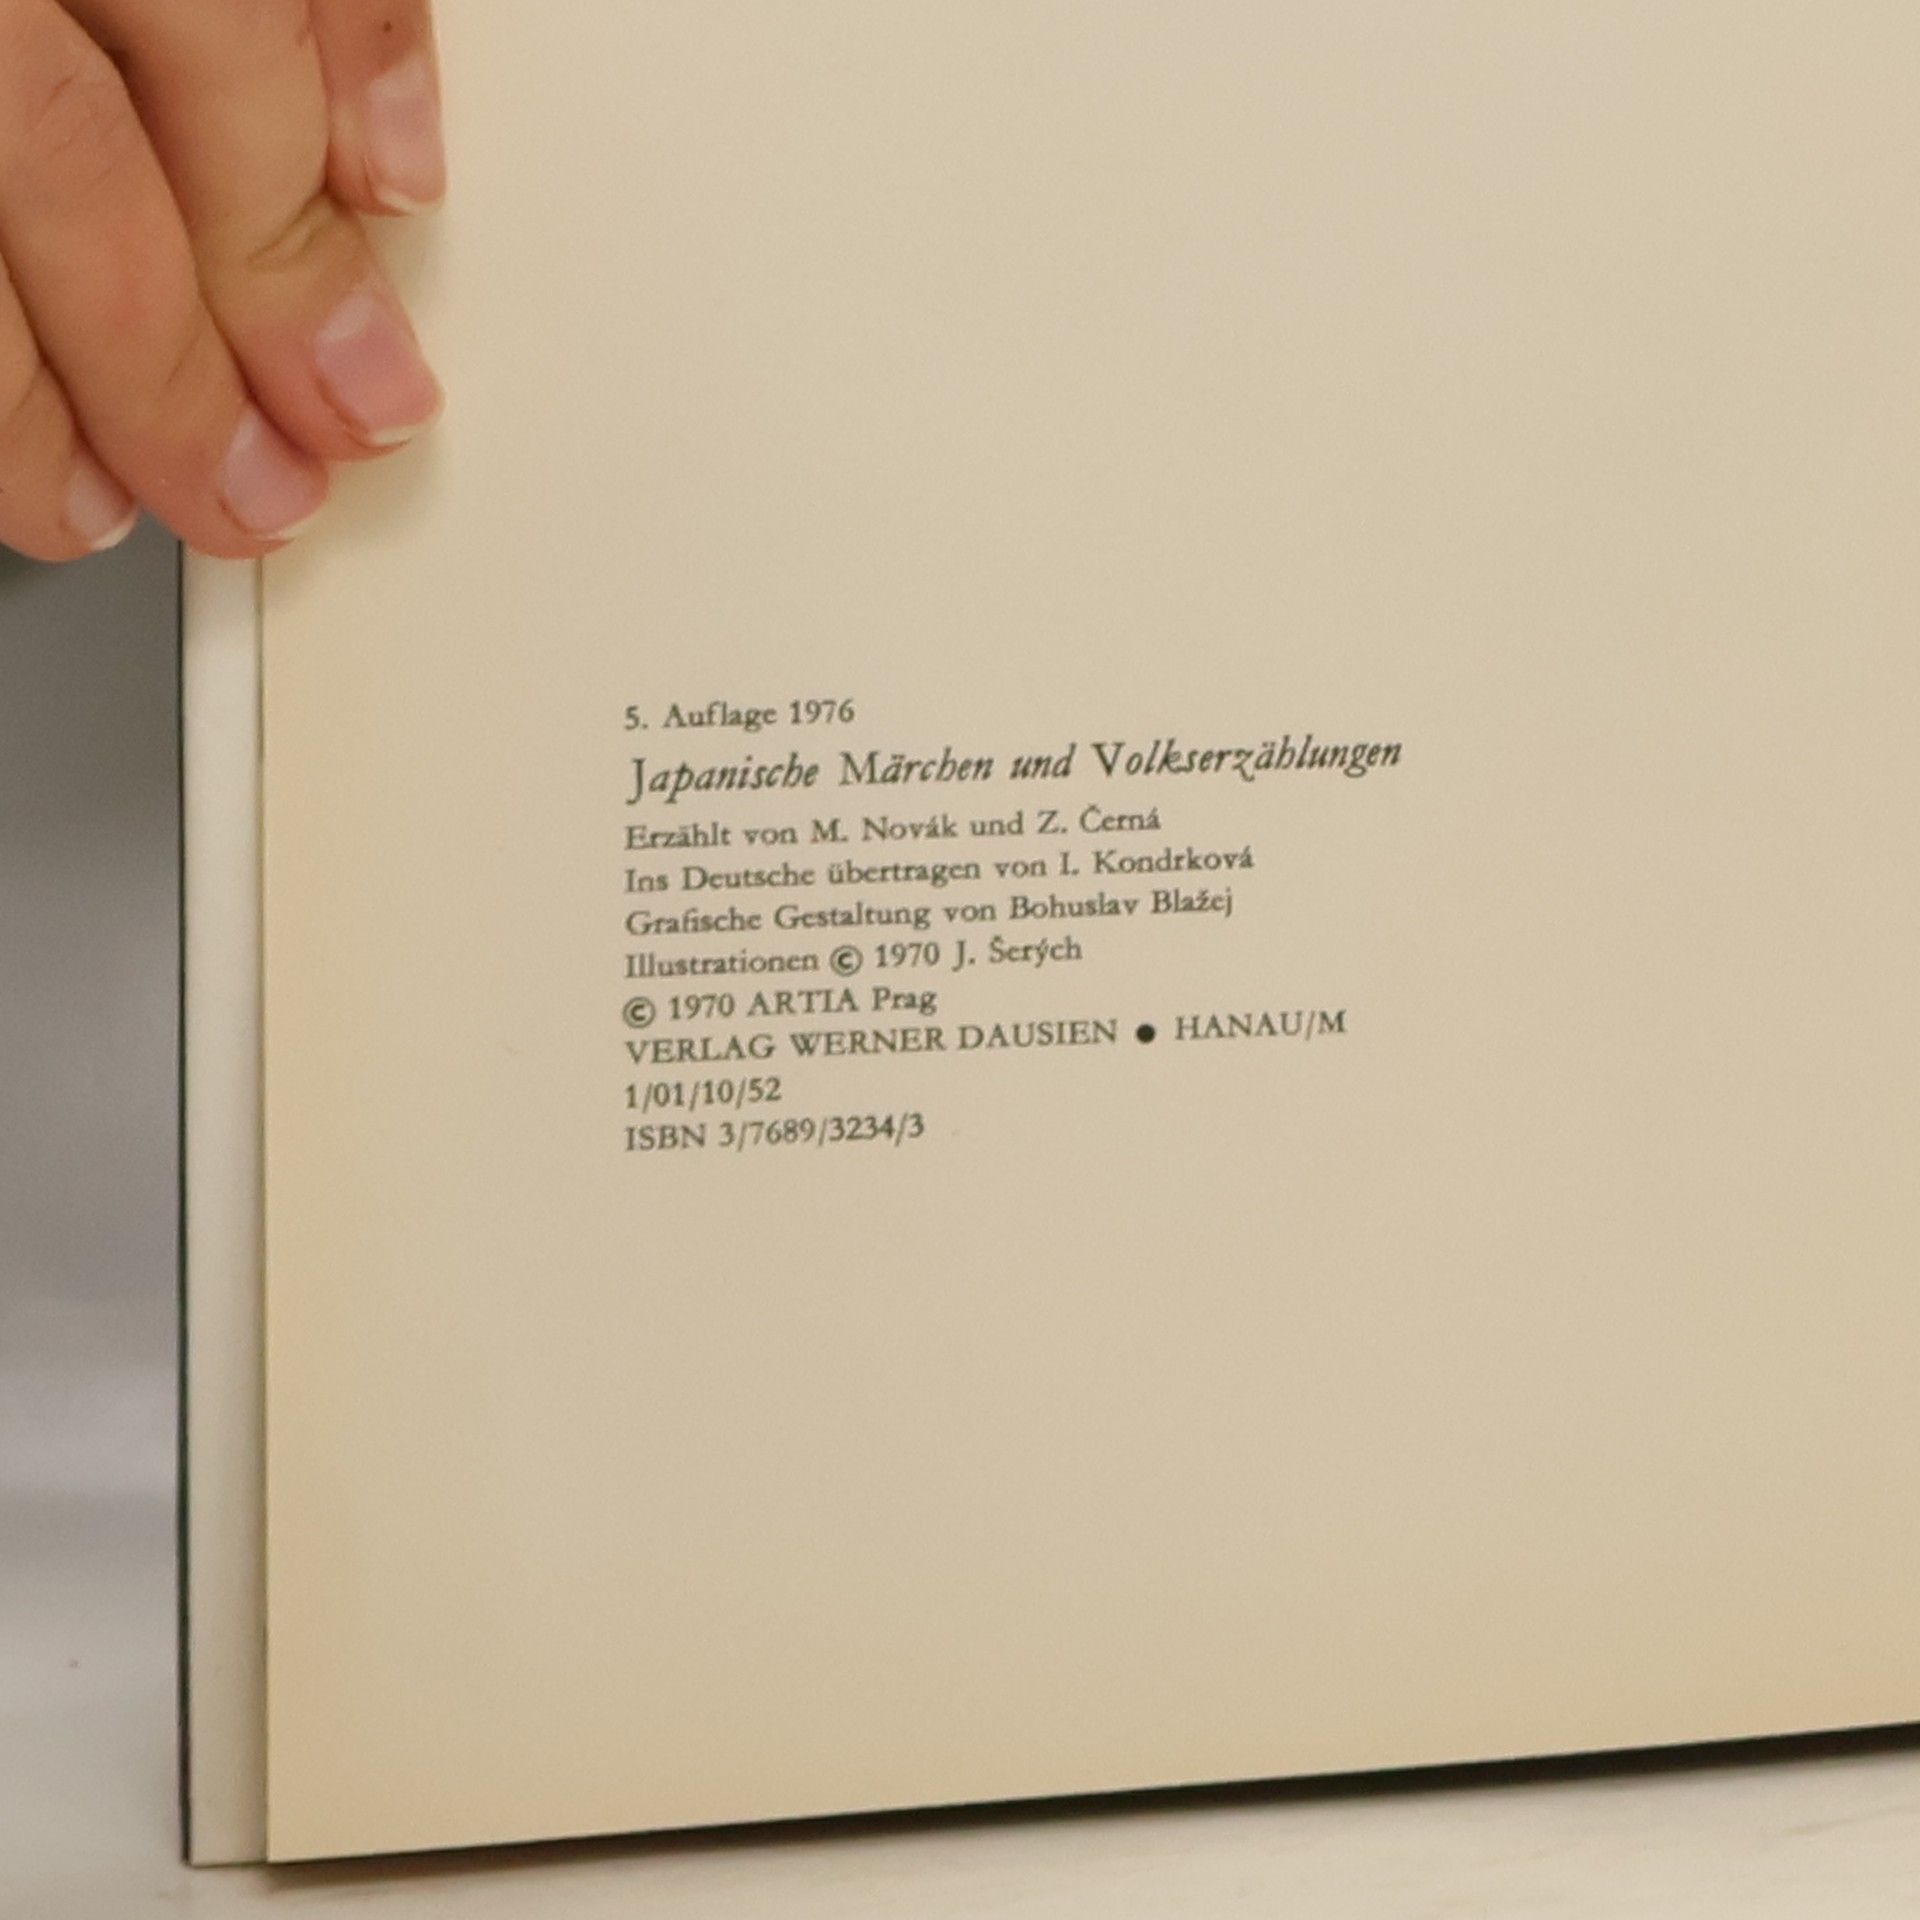 5. Auflage 1976
Japanische Märchen und Volkserzählungen
Erzählt von M. Novák und Z. Černá
Ins Deutsche übertragen von I. Kondrková
Grafische Gestaltung von Bohuslav Blažej
Illustrationen © 1970 J. Šerých
© 1970 ARTIA Prag
VERLAG WERNER DAUSIEN ● HANAU/M
1/01/10/52
ISBN 3/7689/3234/3